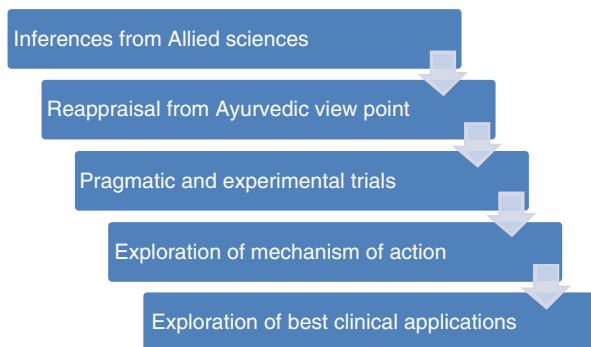 Inferences from Allied sciences
Reappraisal from Ayurvedic view point
Pragmatic and experimental trials
Exploration of mechanism of action
Exploration of best clinical applications